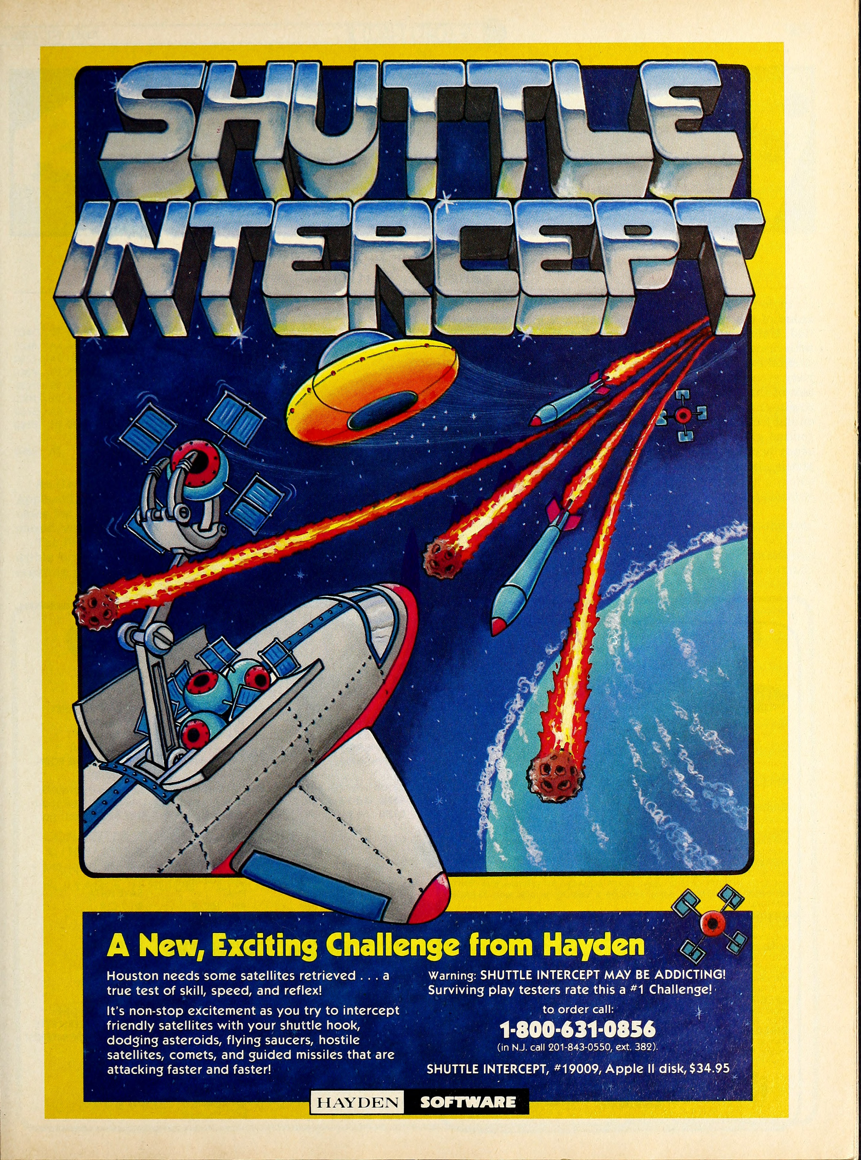 SHUTTLE
INTERCEPT
A New, Exciting Challenge from Hayden
Houston needs some satellites retrieved . . . a
true test of skill, speed, and reflex!
It's non-stop excitement as you try to intercept
friendly satellites with your shuttle hook,
dodging asteroids, flying saucers, hostile
satellites, comets, and guided missiles that are
attacking faster and faster!
Warning: SHUTTLE INTERCEPT MAY BE ADDICTING!
Surviving play testers rate this a #1 Challenge!
to order call:
1-800-631-0856
(in N.J. call 201-843-0550, ext. 382).
SHUTTLE INTERCEPT, #19009, Apple II disk, $34.95
HAYDEN SOFTWARE